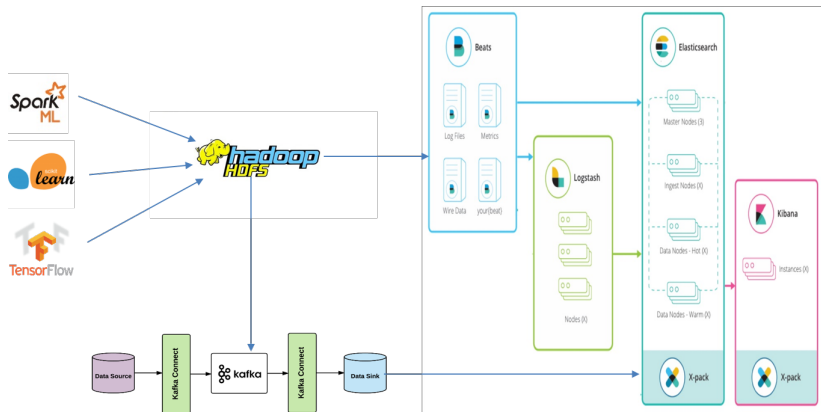 Spark
ML
learn
TensorFlow
hadoop
HDFS
Data Source
Kafka Connect
kafka
Kafka Connect
Data Sink
Beats
Log Files
Metrics
Wire Data
your{beat}
Logstash
Nodes (X)
Elasticsearch
Master Nodes (3)
Ingest Nodes (X)
Data Nodes - Hot (X)
Data Nodes - Warm (X)
X-pack
Kibana
Instances (X)
X-pack